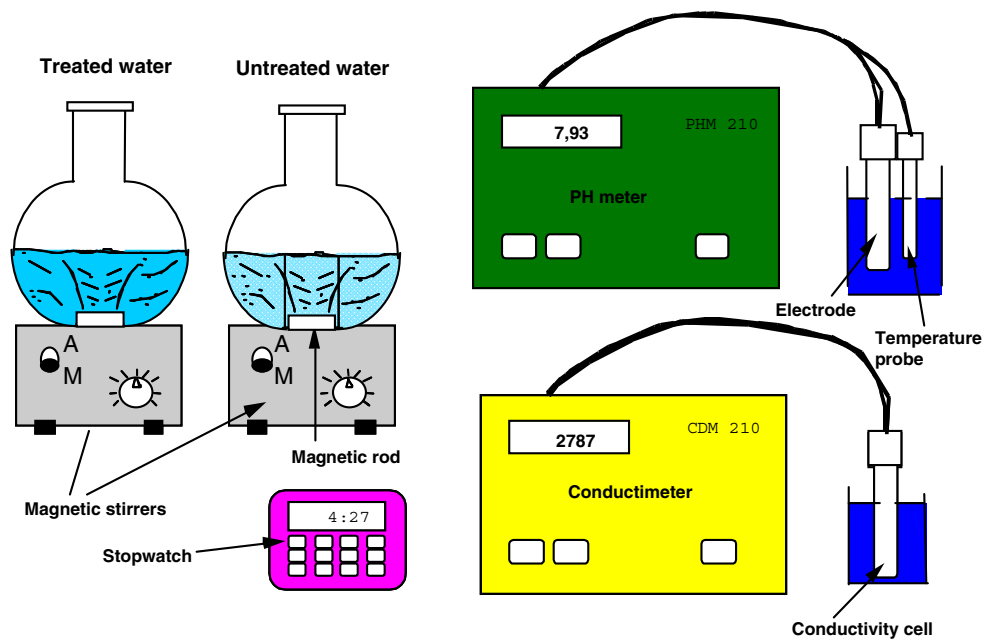 Treated water
Untreated water
A
M
A
M
Magnetic rod
Magnetic stirrers
4:27
Stopwatch
7,93
PHM 210
PH meter
Electrode
Temperature
probe
2787
CDM 210
Conductimeter
Conductivity cell